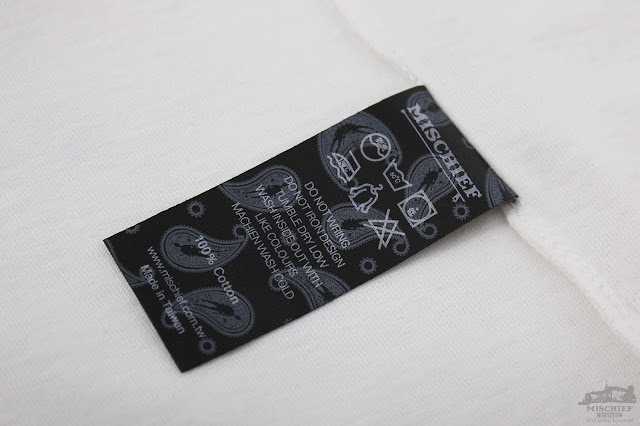 MISCHIEF
DO NOT WRING
DO NOT IRON DESIGN
TUMBLE DRY LOW
WASH INSIDE-OUT WITH
LIKE COLOURS
MACHIEN WASH COLD
100% Cotton
www.mischief.com.tw
Made in Taiwan
MISCHIEF